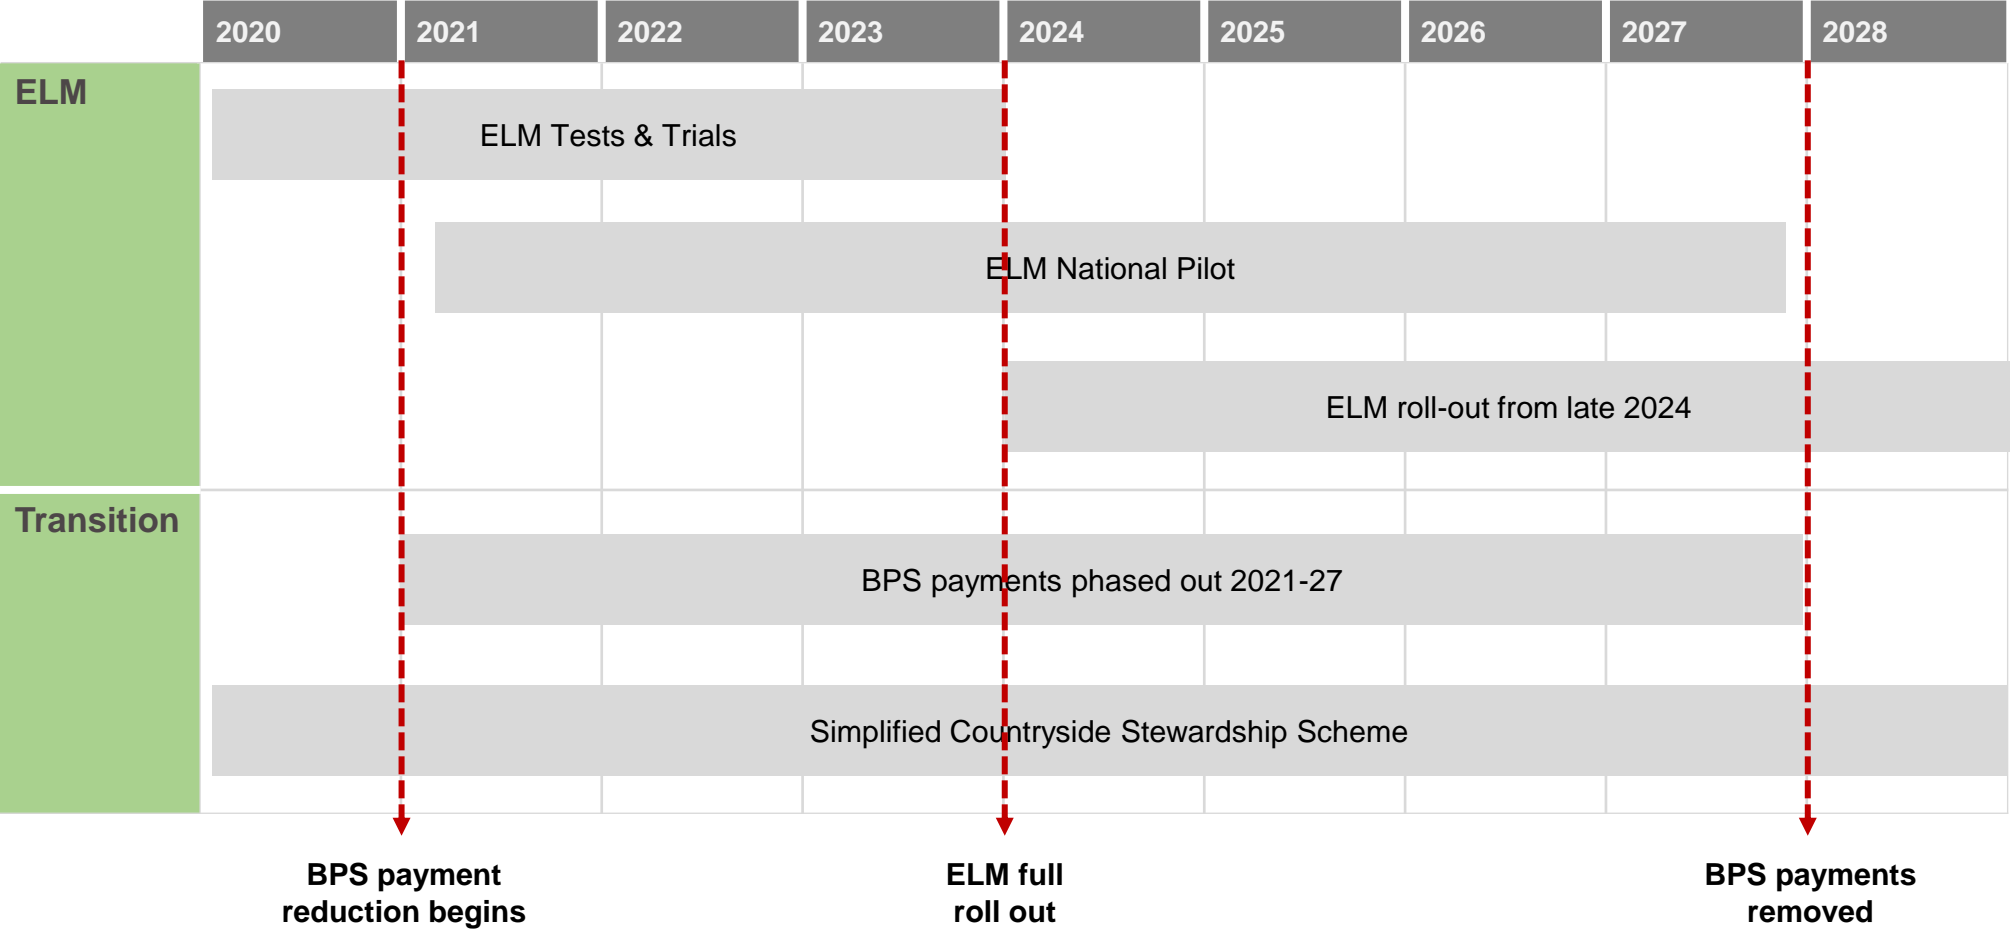 2020 2021 2022 2023 2024 2025 2026 2027 2028
ELM
ELM Tests & Trials
ELM National Pilot
ELM roll-out from late 2024
Transition
BPS payments phased out 2021-27
Simplified Countryside Stewardship Scheme
BPS payment
reduction begins
ELM full
roll out
BPS payments
removed